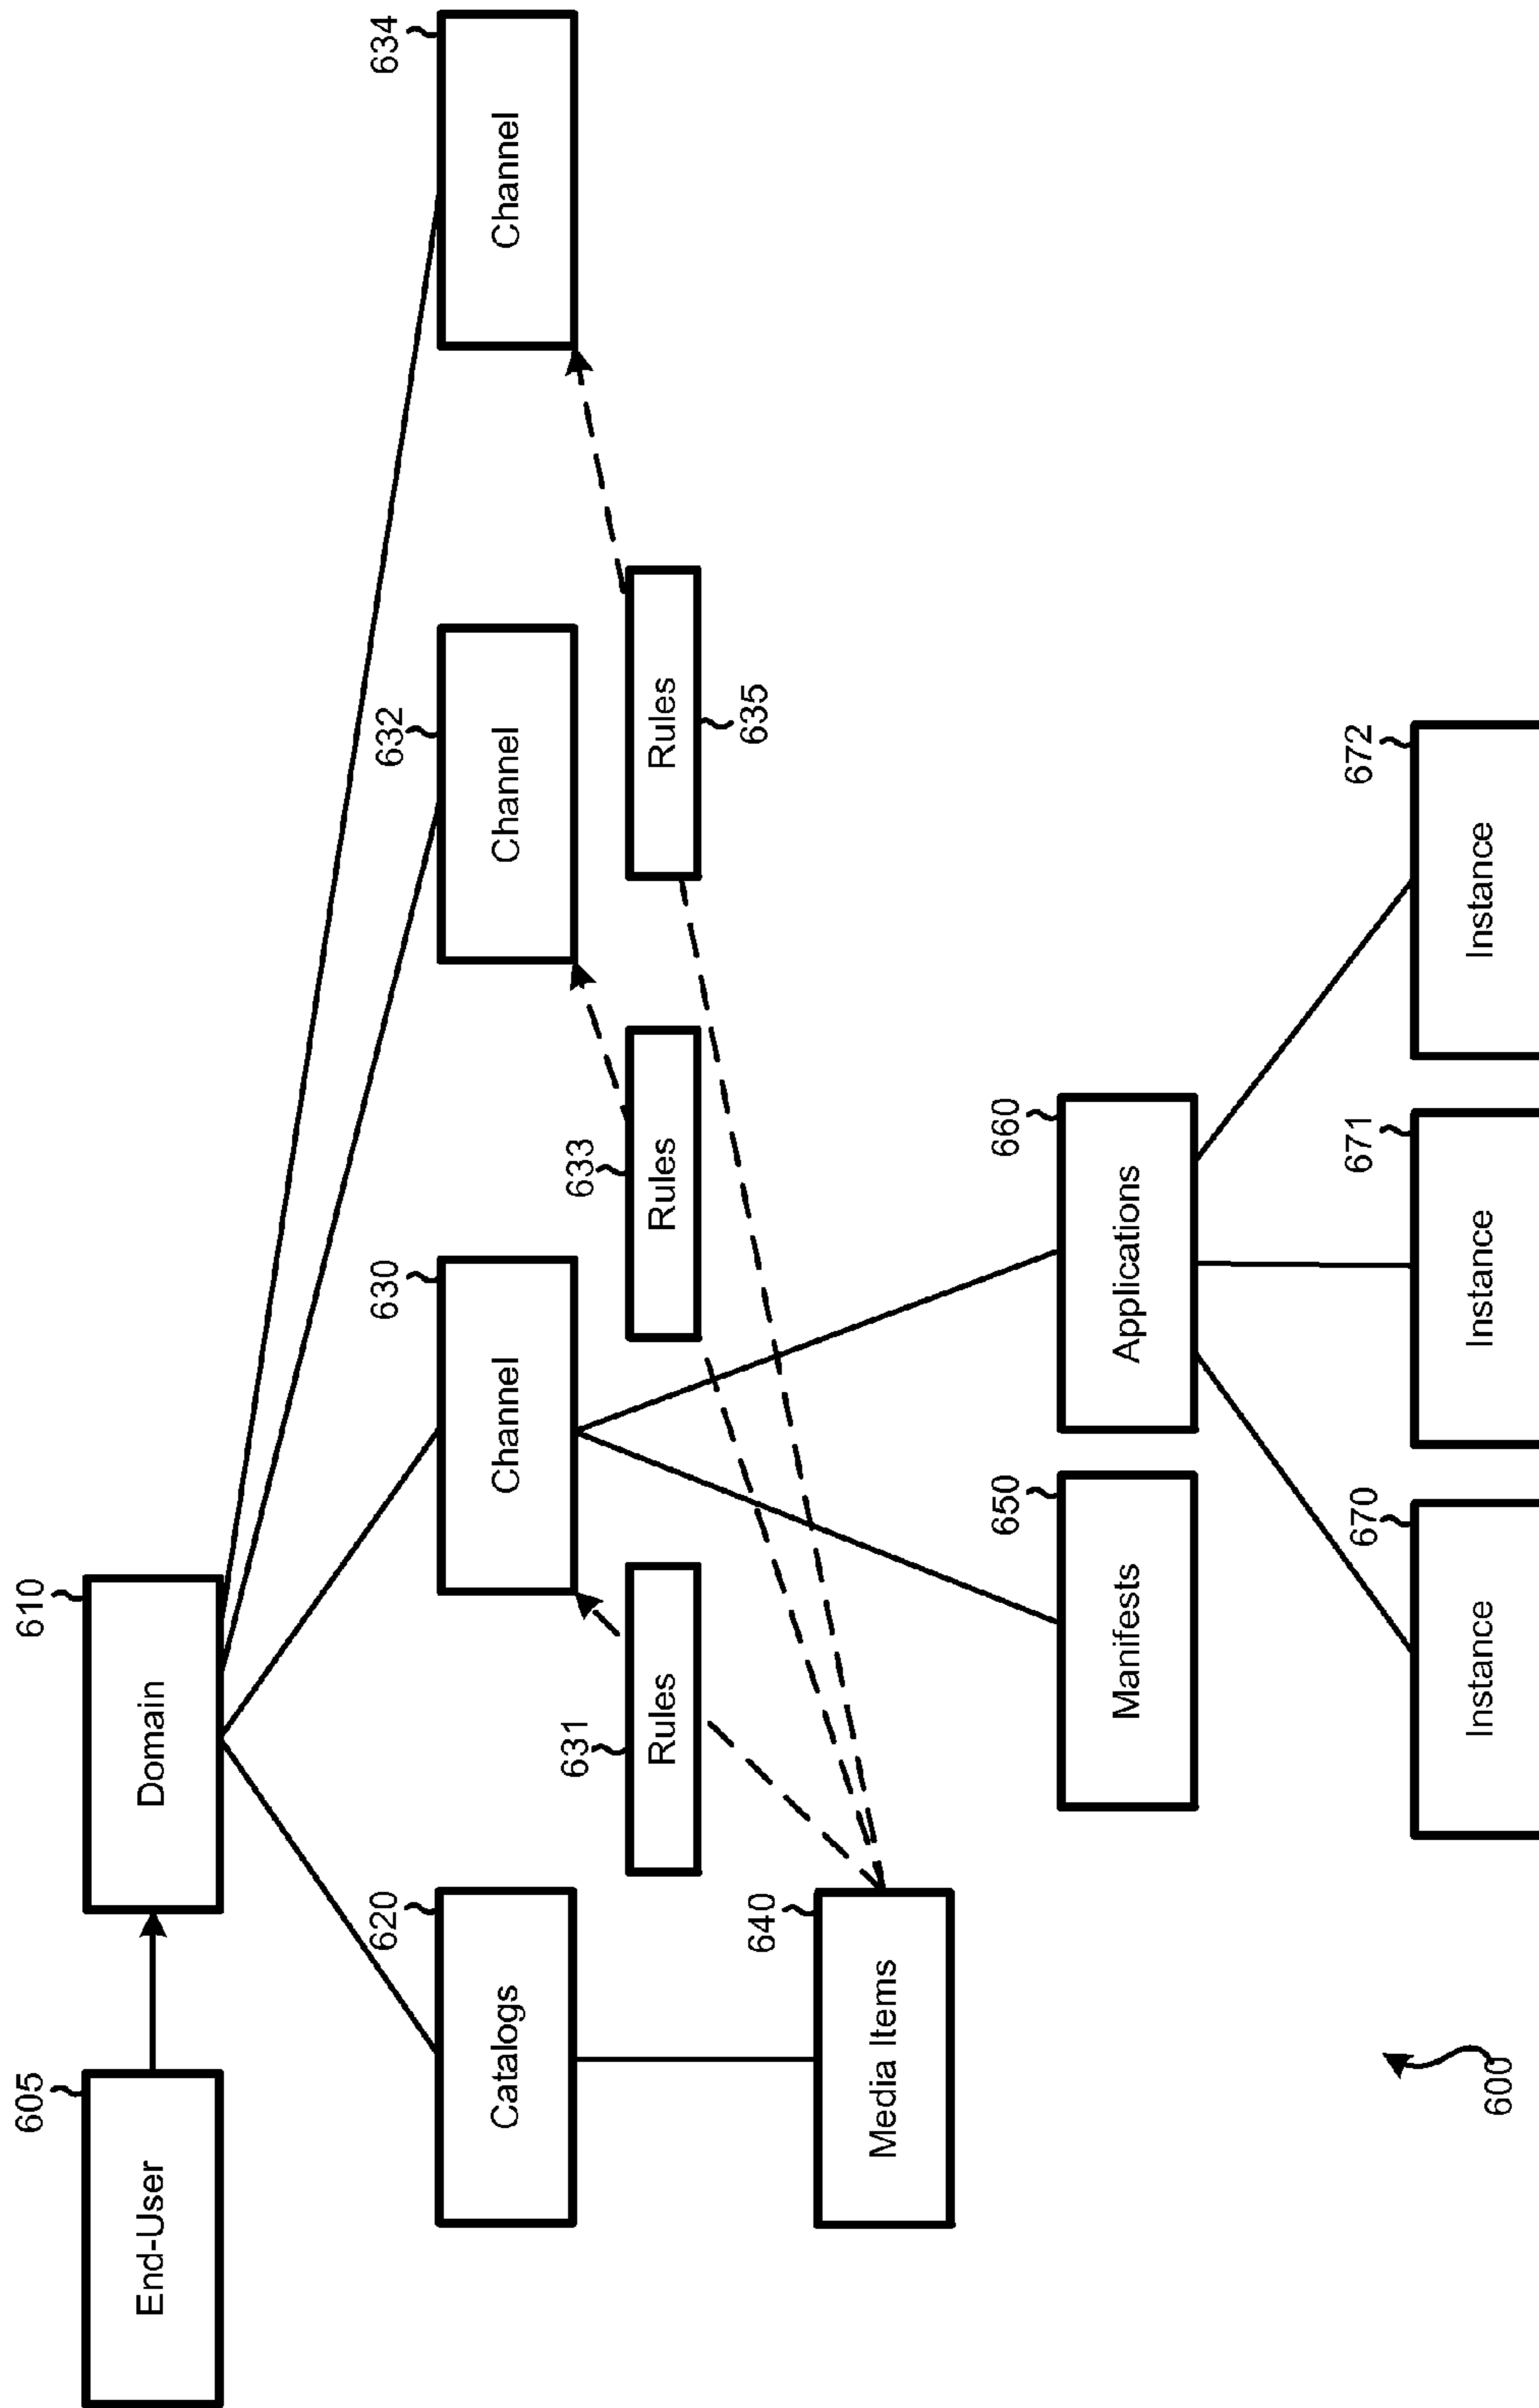 605
End-User
610
Domain
620
Catalogs
630
Channel
632
Channel
634
Channel
631
Rules
633
Rules
Rules
635
640
Media Items
650
Manifests
660
Applications
670
Instance
671
Instance
672
Instance
600